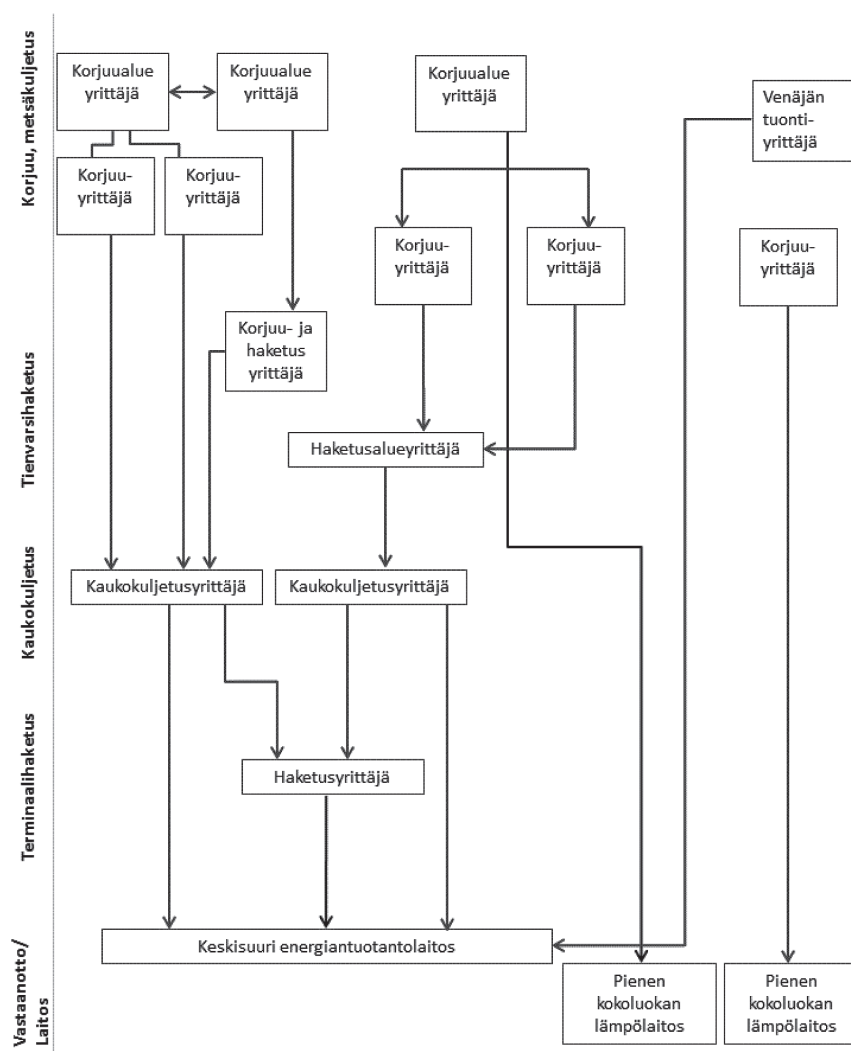 Korjuu, metsäkuljetus
Korjuualue
yrittäjä
Korjuualue
yrittäjä
Korjuualue
yrittäjä
Venäjän
tuonti-
yrittäjä
Korjuu-
yrittäjä
Korjuu-
yrittäjä
Korjuu-
yrittäjä
Korjuu-
yrittäjä
Korjuu-
yrittäjä
Tienvarsihaketus
Korjuu- ja
haketus
yrittäjä
Haketusalueyrittäjä
Kaukokuljetus
Kaukokuljetusyrittäjä
Kaukokuljetusyrittäjä
Terminaalihaketus
Haketusyrittäjä
Vastaanotto/
Laitos
Keskisuuri energiantuotantolaitos
Pienen
kokoluokan
lämpölaitos
Pienen
kokoluokan
lämpölaitos